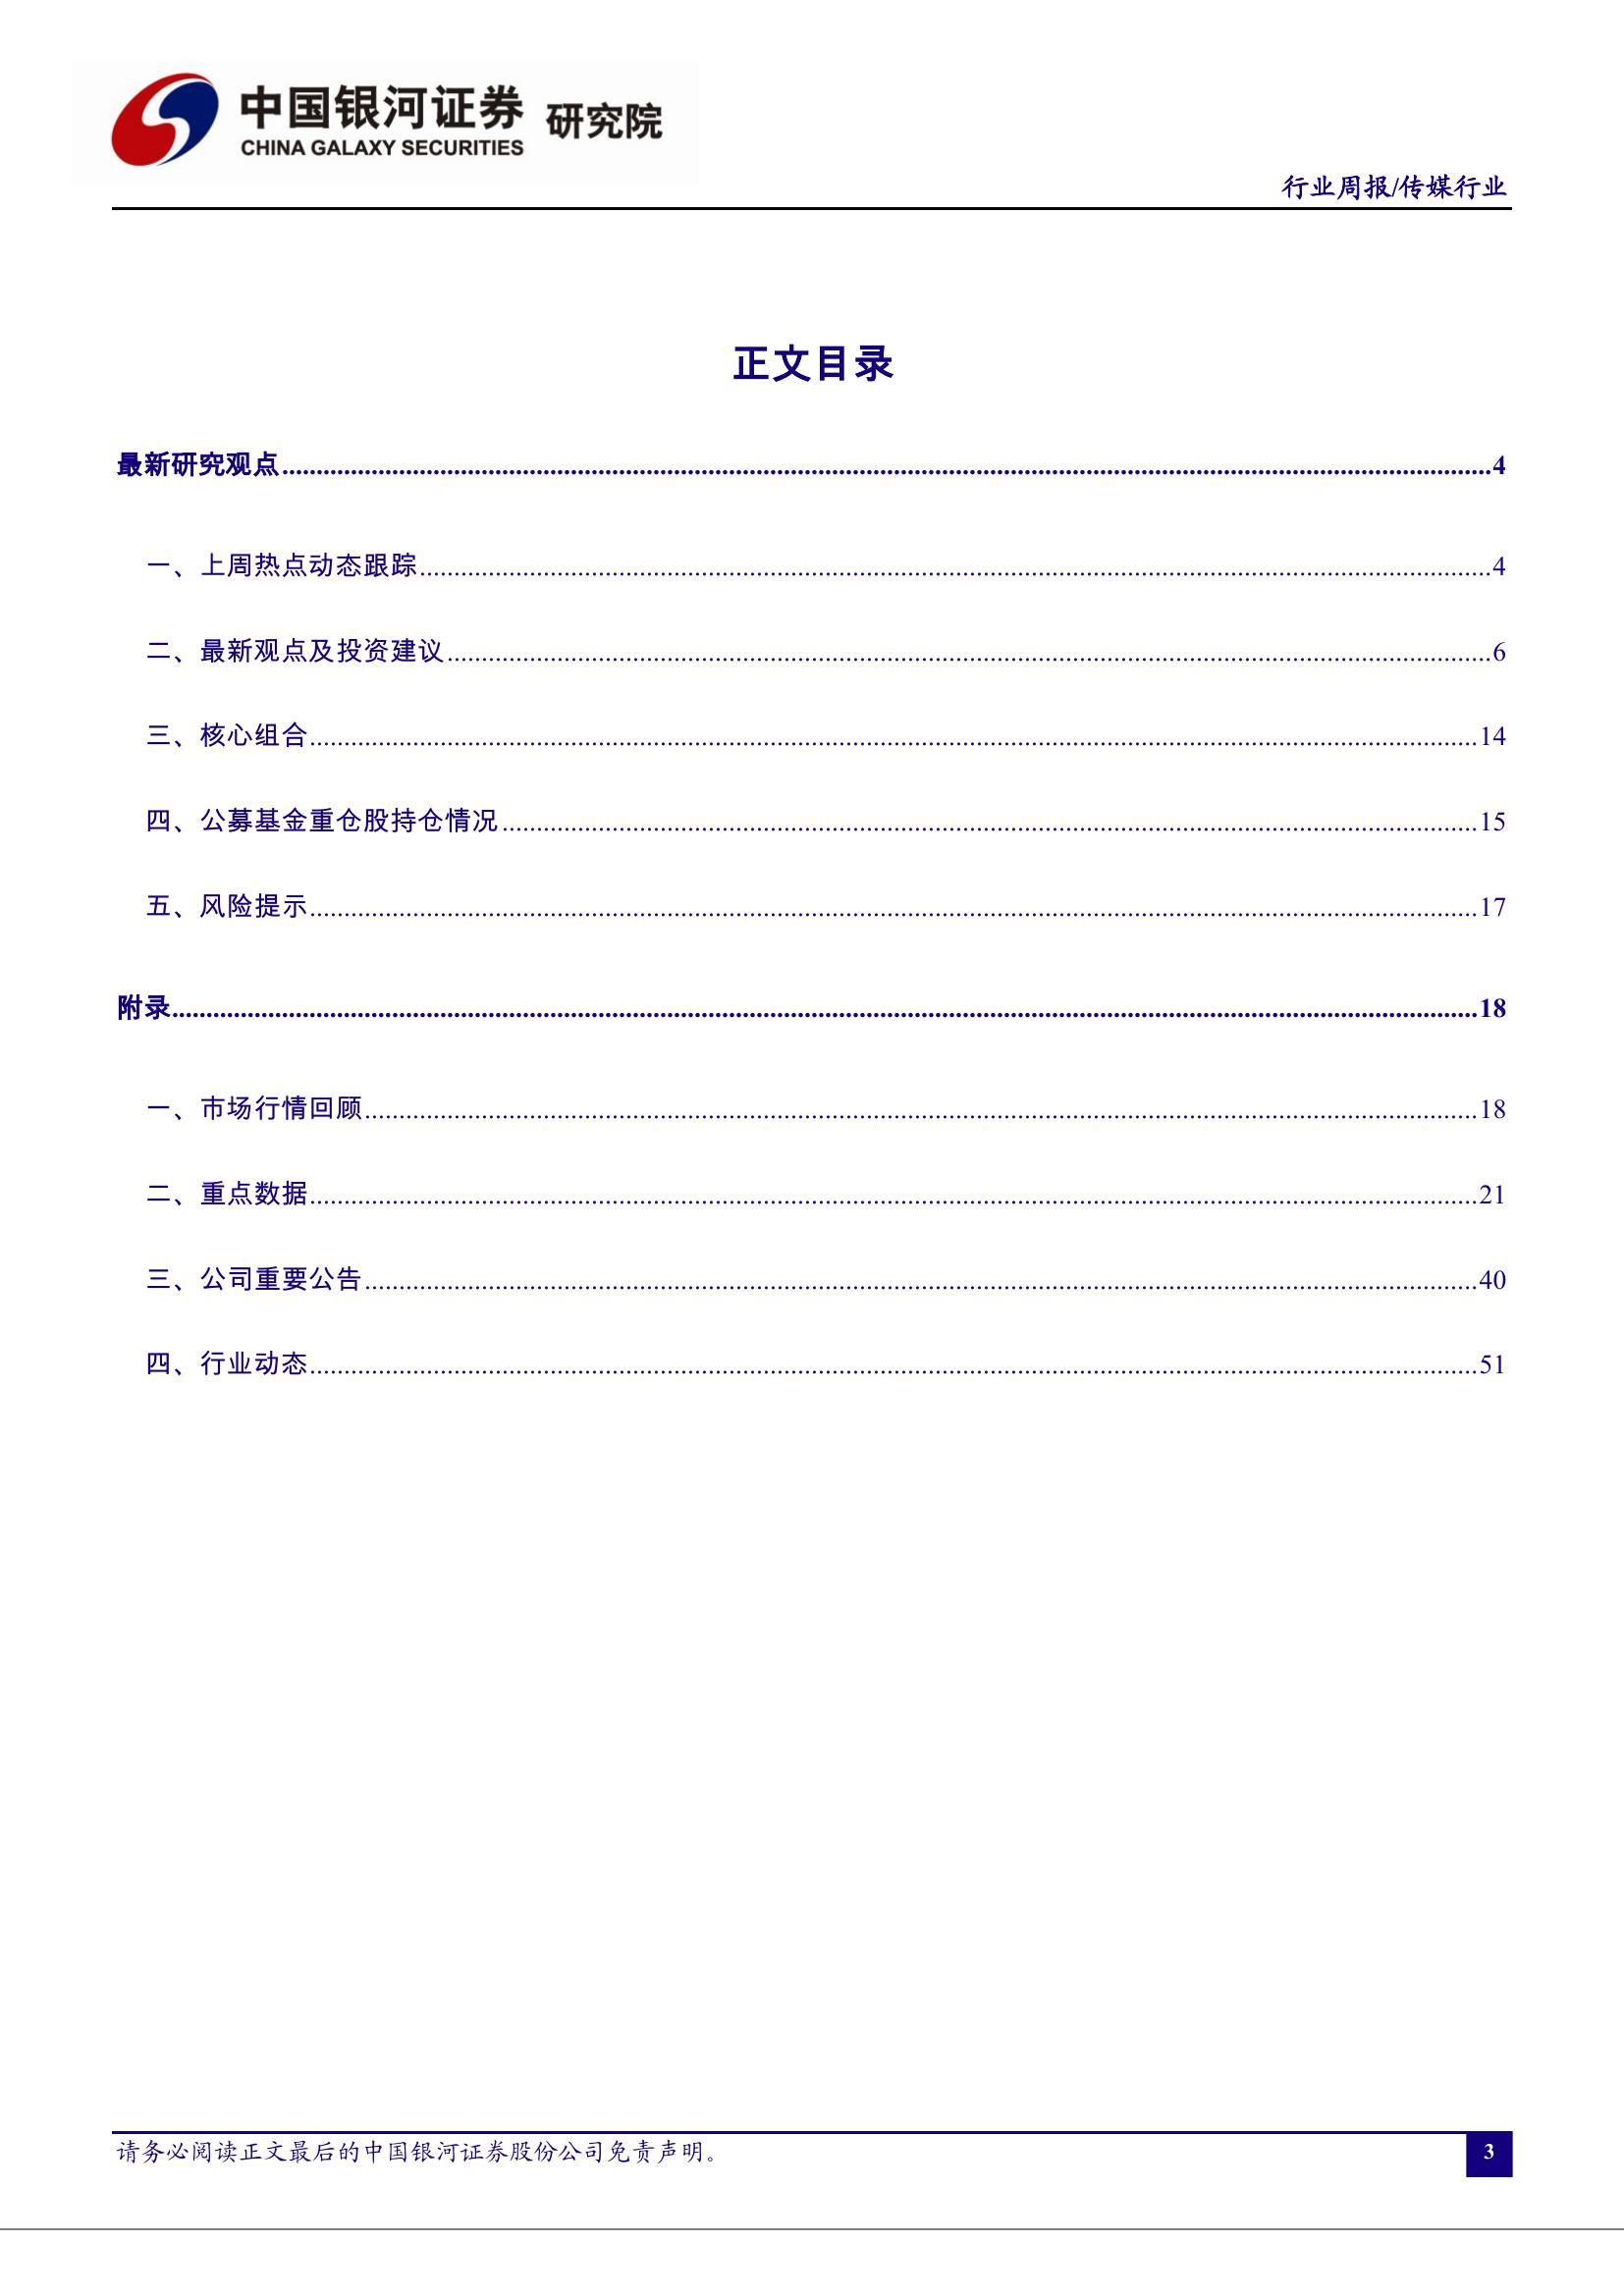 中国银河证券 研究院
CHINA GALAXY SECURITIES
行业周报/传媒行业
正文目录
最新研究观点............4
一、上周热点动态跟踪............4
二、最新观点及投资建议............6
三、核心组合............14
四、公募基金重仓股持仓情况............15
五、风险提示............17
附录............18
一、市场行情回顾............18
二、重点数据............21
三、公司重要公告............40
四、行业动态............51
请务必阅读正文最后的中国银河证券股份公司免责声明。
3